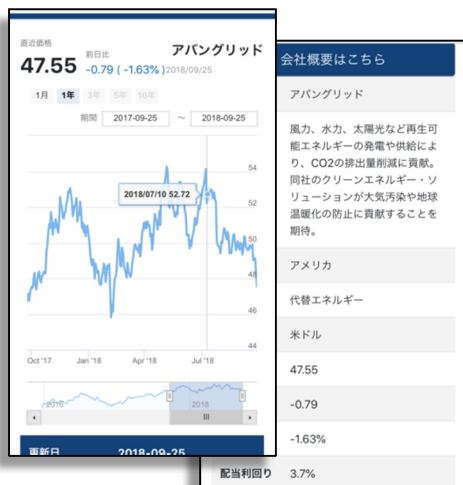 直近価格
47.55
前日比
-0.79 ( -1.63% )
2018/09/25
アバングリッド
1月 1年 3年 5年 10年
期間 2017-09-25 ～ 2018-09-25
54
2018/07/10 52.72
52
50
48
46
44
Oct '17 Jan '18 Apr '18 Jul '18
2016 2018
更新日 2018-09-25
会社概要はこちら
アバングリッド
風力、水力、太陽光など再生可
能エネルギーの発電や供給によ
り、CO2の排出量削減に貢献。
同社のクリーンエネルギー・ソ
リューションが大気汚染や地球
温暖化の防止に貢献することを
期待。
アメリカ
代替エネルギー
米ドル
47.55
-0.79
-1.63%
配当利回り 3.7%